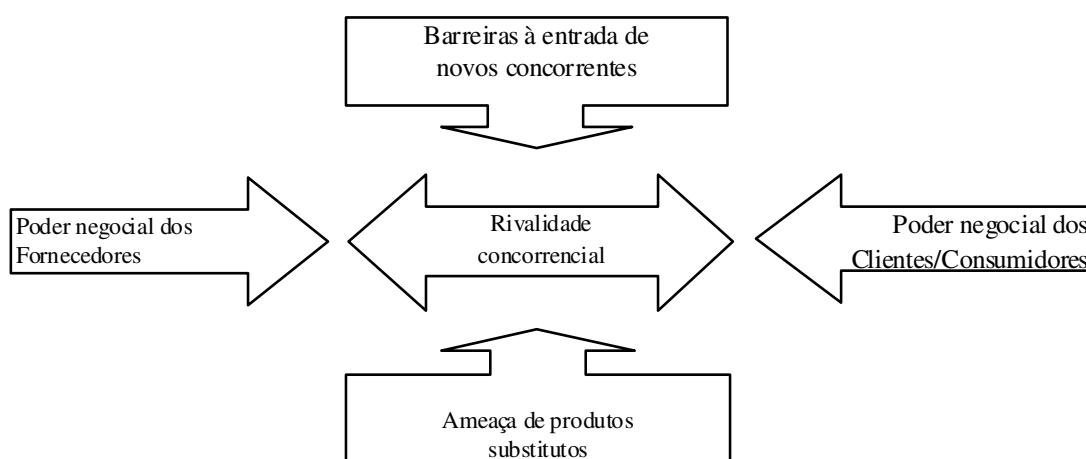 Barreiras à entrada de
novos concorrentes
Poder negocial dos
Fornecedores
Rivalidade
concorrencial
Poder negocial dos
Clientes/Consumidores
Ameaça de produtos
substitutos